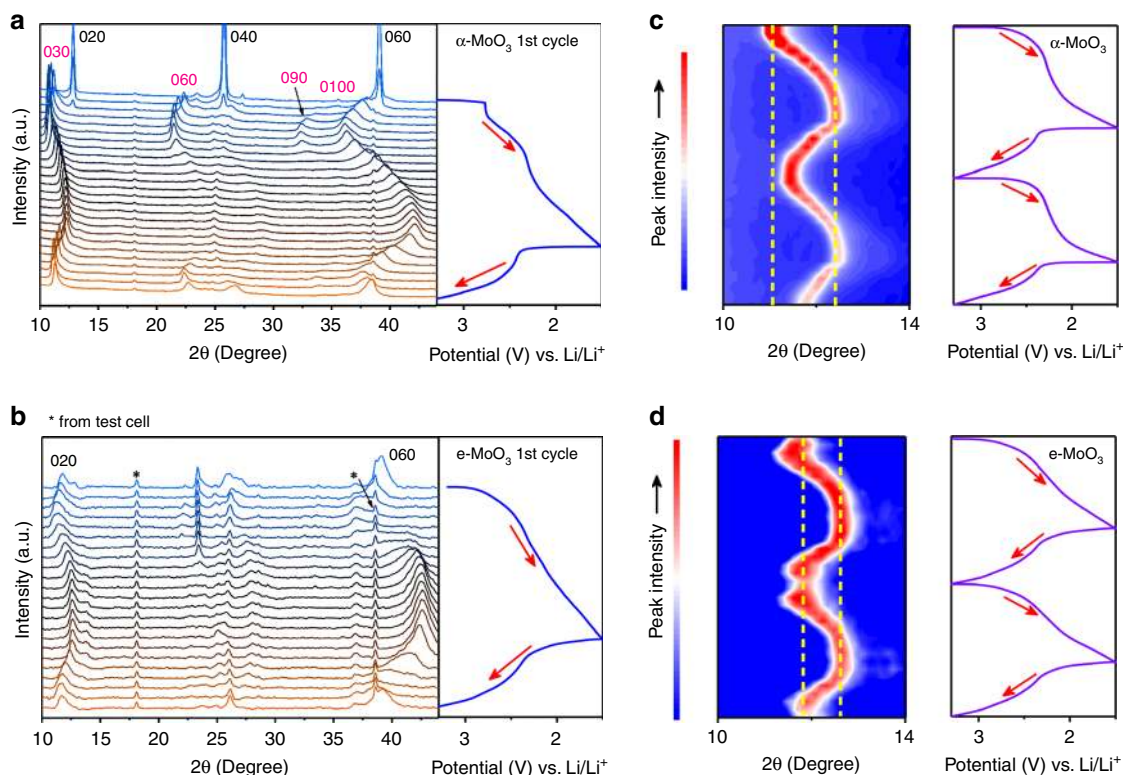 a
030
020
040
060
060
090
0100
α-MoO₃ 1st cycle
Intensity (a.u.)
10 15 20 25 30 35 40
3 2
2θ (Degree)
Potential (V) vs. Li/Li⁺
b
* from test cell
020
*
*
060
e-MoO₃ 1st cycle
Intensity (a.u.)
10 15 20 25 30 35 40
3 2
2θ (Degree)
Potential (V) vs. Li/Li⁺
c
Peak intensity
α-MoO₃
10 14
3 2
2θ (Degree)
Potential (V) vs. Li/Li⁺
d
Peak intensity
e-MoO₃
10 14
3 2
2θ (Degree)
Potential (V) vs. Li/Li⁺